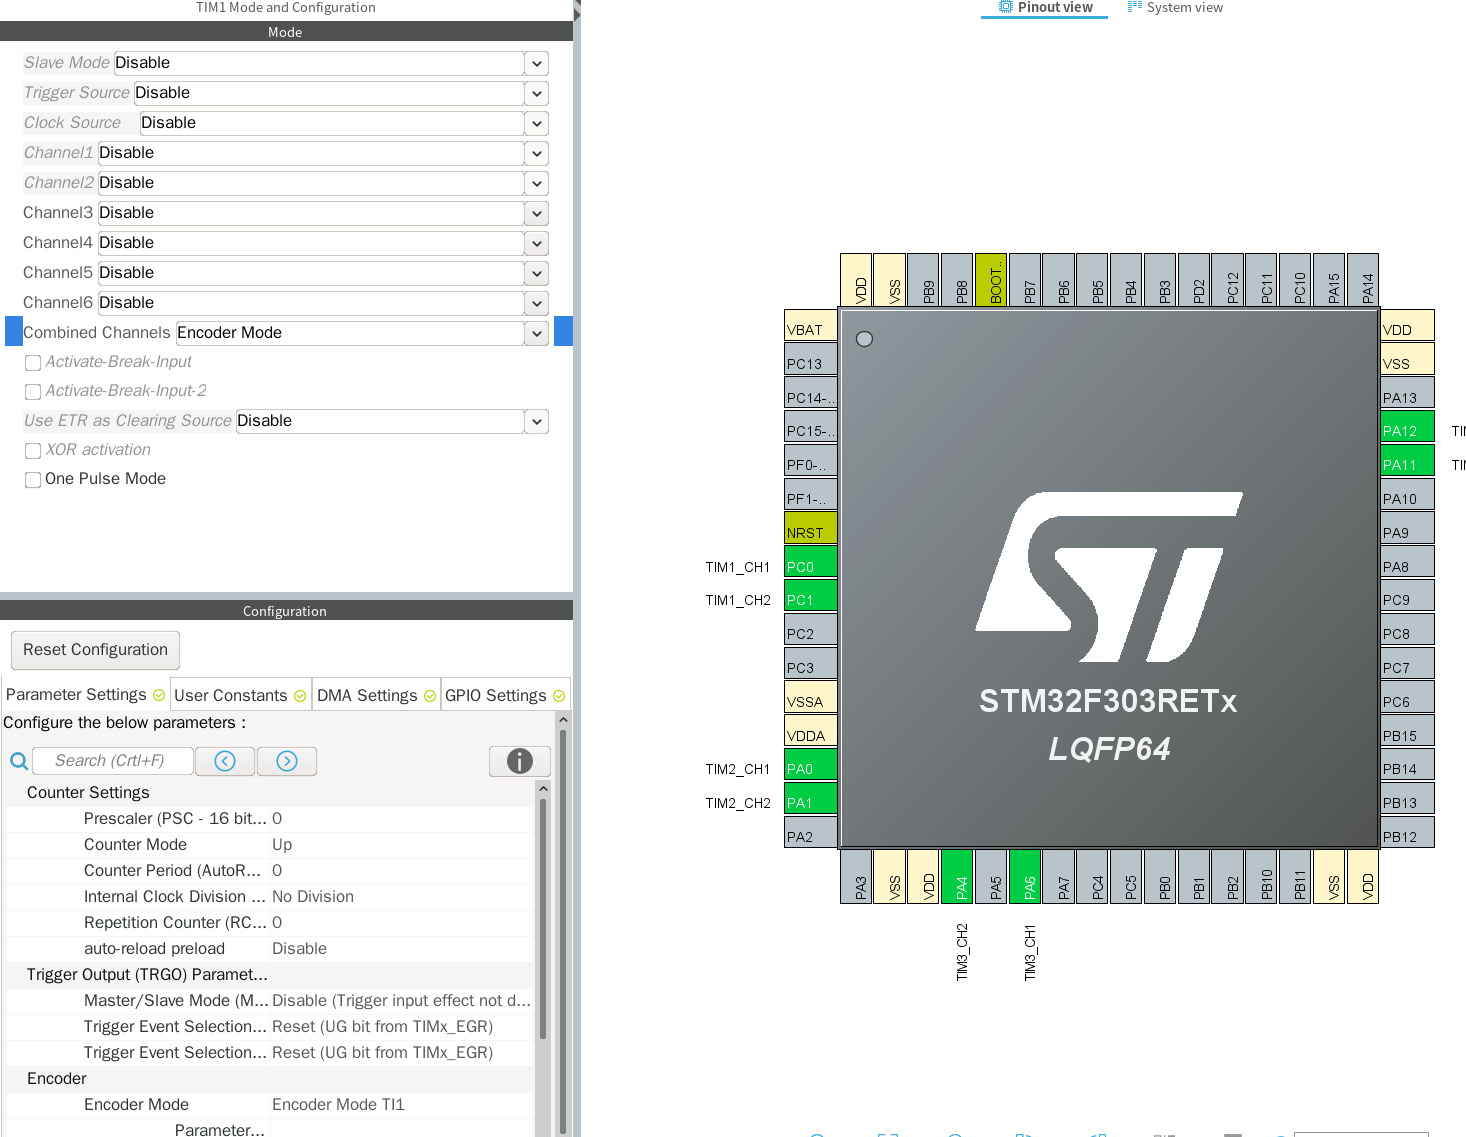 TIM1 Mode and Configuration
Mode
Slave Mode Disable
Trigger Source Disable
Clock Source Disable
Channel1 Disable
Channel2 Disable
Channel3 Disable
Channel4 Disable
Channel5 Disable
Channel6 Disable
Combined Channels Encoder Mode
Activate-Break-Input
Activate-Break-Input-2
Use ETR as Clearing Source Disable
XOR activation
One Pulse Mode
Configuration
Reset Configuration
Parameter Settings User Constants DMA Settings GPIO Settings
Configure the below parameters :
Search (Crtl+F)
Counter Settings
Prescaler (PSC - 16 bit... 0
Counter Mode Up
Counter Period (AutoR... 0
Internal Clock Division ... No Division
Repetition Counter (RC... 0
auto-reload preload Disable
Trigger Output (TRGO) Paramet...
Master/Slave Mode (M... Disable (Trigger input effect not d...
Trigger Event Selection... Reset (UG bit from TIMx_EGR)
Trigger Event Selection... Reset (UG bit from TIMx_EGR)
Encoder
Encoder Mode Encoder Mode TI1
Parameter...
Pinout view System view
VDD VSS PB9 PB8 BOOT.. PB7 PB6 PB5 PB4 PB3 PD2 PC12 PC11 PC10 PA15 PA14
VBAT
PC13
PC14-..
PC15-..
PF0-..
PF1-..
NRST
TIM1_CH1 PC0
TIM1_CH2 PC1
PC2
PC3
VSSA
VDDA
TIM2_CH1 PA0
TIM2_CH2 PA1
PA2
ST
STM32F303RETx
LQFP64
VDD
VSS
PA13
PA12 TI
PA11 TI
PA10
PA9
PA8
PC9
PC8
PC7
PC6
PB15
PB14
PB13
PB12
PA3 VSS VDD PA4 PA5 PA6 PA7 PC4 PC5 PB0 PB1 PB2 PB10 PB11 VSS VDD
TIM3_CH2 TIM3_CH1